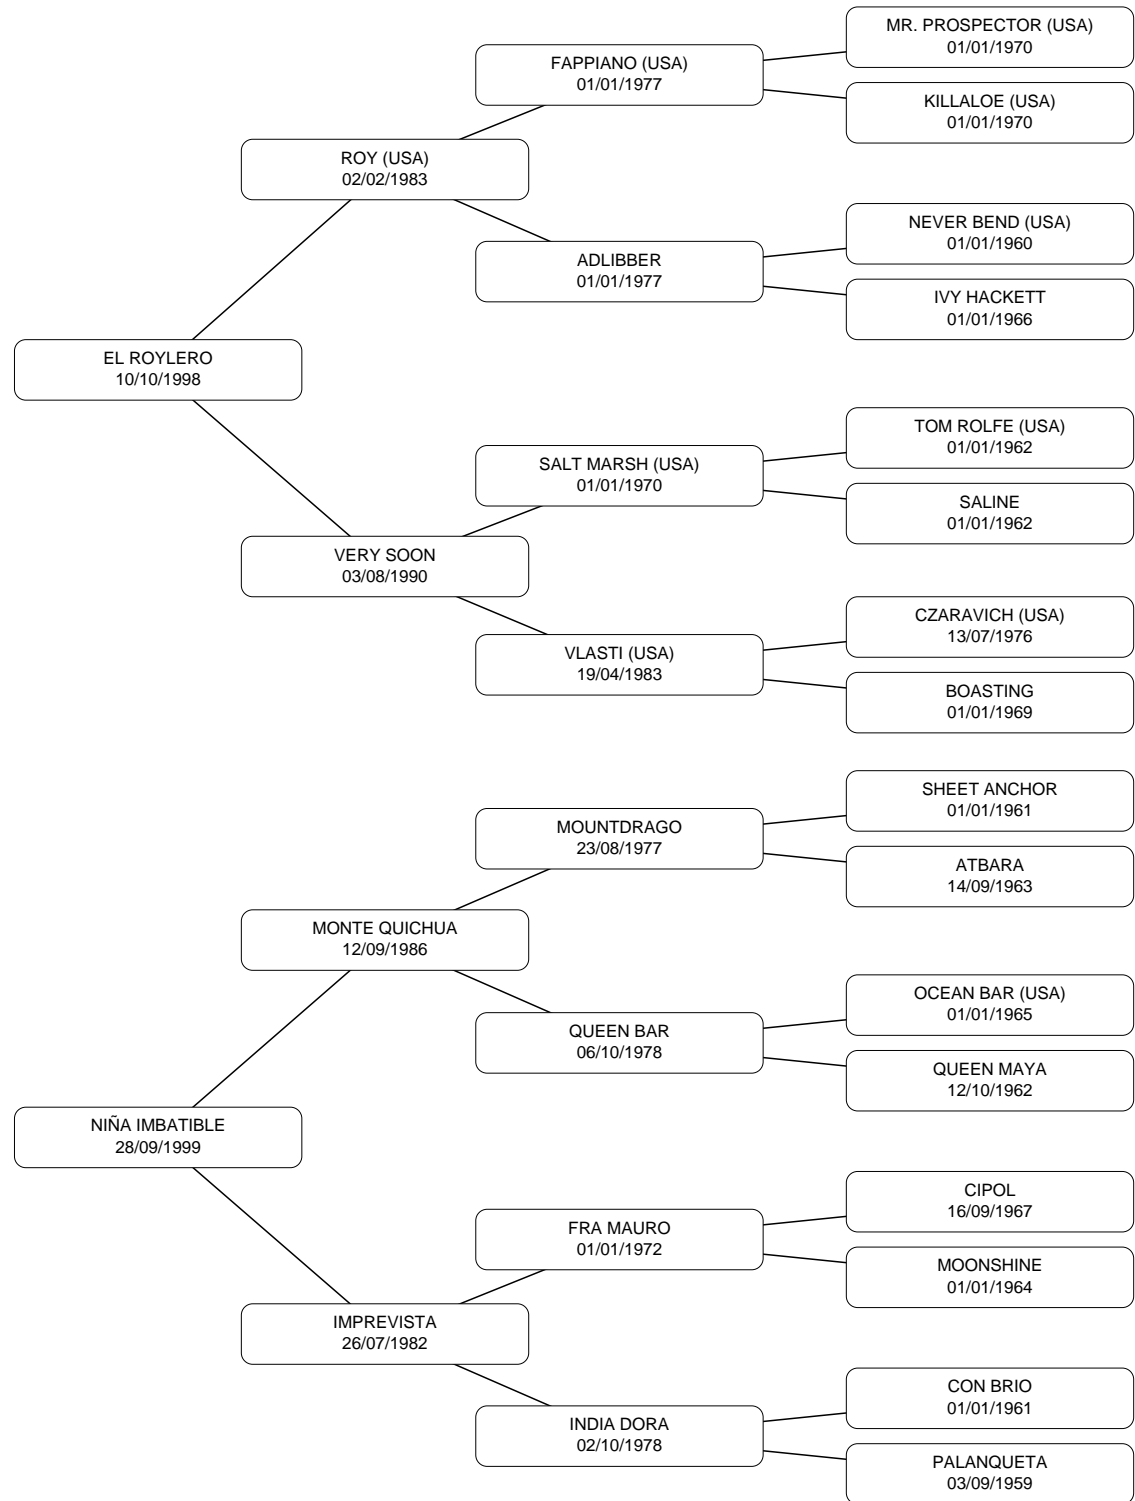 MR. PROSPECTOR (USA)
01/01/1970
FAPPIANO (USA)
01/01/1977
KILLALOE (USA)
01/01/1970
ROY (USA)
02/02/1983
NEVER BEND (USA)
01/01/1960
ADLIBBER
01/01/1977
IVY HACKETT
01/01/1966
EL ROYLERO
10/10/1998
TOM ROLFE (USA)
01/01/1962
SALT MARSH (USA)
01/01/1970
SALINE
01/01/1962
VERY SOON
03/08/1990
CZARAVICH (USA)
13/07/1976
VLASTI (USA)
19/04/1983
BOASTING
01/01/1969
SHEET ANCHOR
01/01/1961
MOUNTDRAGO
23/08/1977
ATBARA
14/09/1963
MONTE QUICHUA
12/09/1986
OCEAN BAR (USA)
01/01/1965
QUEEN BAR
06/10/1978
QUEEN MAYA
12/10/1962
NIÑA IMBATIBLE
28/09/1999
CIPOL
16/09/1967
FRA MAURO
01/01/1972
MOONSHINE
01/01/1964
IMPREVISTA
26/07/1982
CON BRIO
01/01/1961
INDIA DORA
02/10/1978
PALANQUETA
03/09/1959